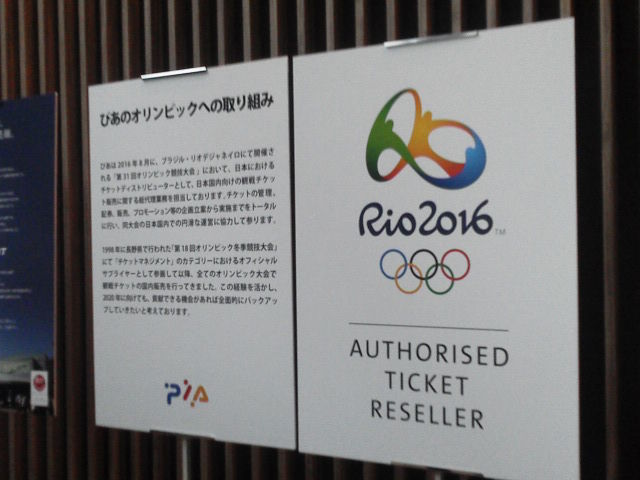 ぴあのオリンピックへの取り組み
ぴあは2016年8月に、ブラジル・リオデジャネイロにて開催さ
れる「第31回オリンピック競技大会」において、日本における
チケットディストリビューターとして、日本国内向けの観戦チケッ
ト販売に関する総代理業務を担当しております。チケットの管理、
配券、販売、プロモーション等の企画立案から実施までをトータル
に行い、同大会の日本国内での円滑な運営に協力して参ります。
1998年に長野県で行われた「第18回オリンピック冬季競技大会」
にて「チケットマネジメント」のカテゴリーにおけるオフィシャル
サプライヤーとして参画して以降、全てのオリンピック大会で
観戦チケットの国内販売を行ってきました。この経験を活かし、
2020年に向けても、貢献できる機会があれば全面的にバックアッ
プしていきたいと考えております。
PIA
Rio2016
TM
AUTHORISED
TICKET
RESELLER